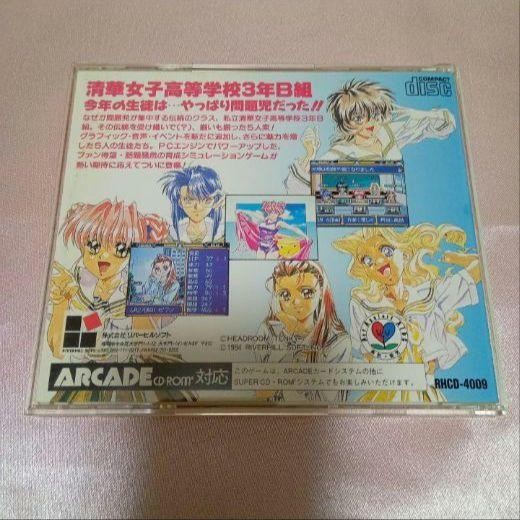 COMPACT
disc
清華女子高等学校3年B組
今年の生徒は…やっぱり問題児だった!!
なぜか問題児が集中する伝統のクラス、私立清華女子高等学校3年B
組。その伝統を受け継いで(?)、揃いも揃った5人衆!
グラフィック・音声・イベントを新たに追加し、さらに魅力を増
した5人の生徒たち。PCエンジンでパワーアップした、
ファン待望・話題騒然の育成シミュレーションゲームが
熱い期待に応えてついに登場!
株式会社リバーヒルソフト
©HEADROOM
©1994 RIVERHILL SOFT
ARCADE CD-ROM² 対応
このゲームは、ARCADEカードシステムの他に
SUPER CD-ROM²システムでもお楽しみいただけます。
RHCD-4009